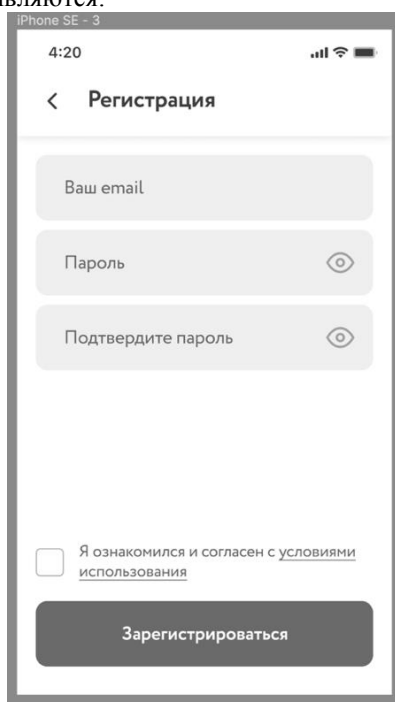 iPhone SE - 3
4:20
Регистрация
Ваш email
Пароль
Подтвердите пароль
Я ознакомился и согласен с условиями
использования
Зарегистрироваться